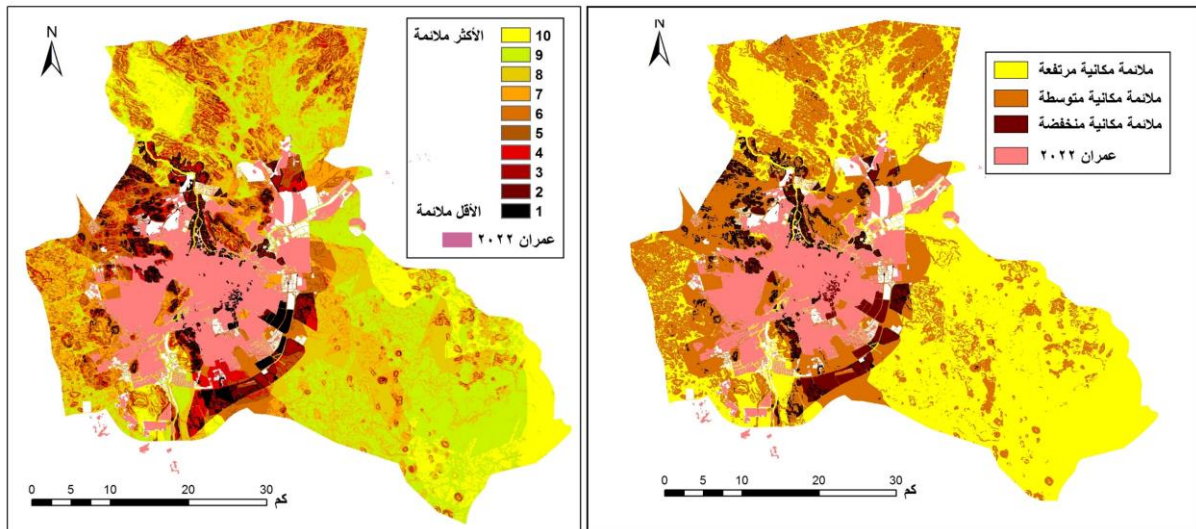 N
الأكثر ملائمة
10
9
8
7
6
5
4
3
2
الأقل ملائمة
1
عمران ٢٠٢٢
0 5 10 20 30
كم
N
ملائمة مكانية مرتفعة
ملائمة مكانية متوسطة
ملائمة مكانية منخفضة
عمران ٢٠٢٢
0 5 10 20 30
كم